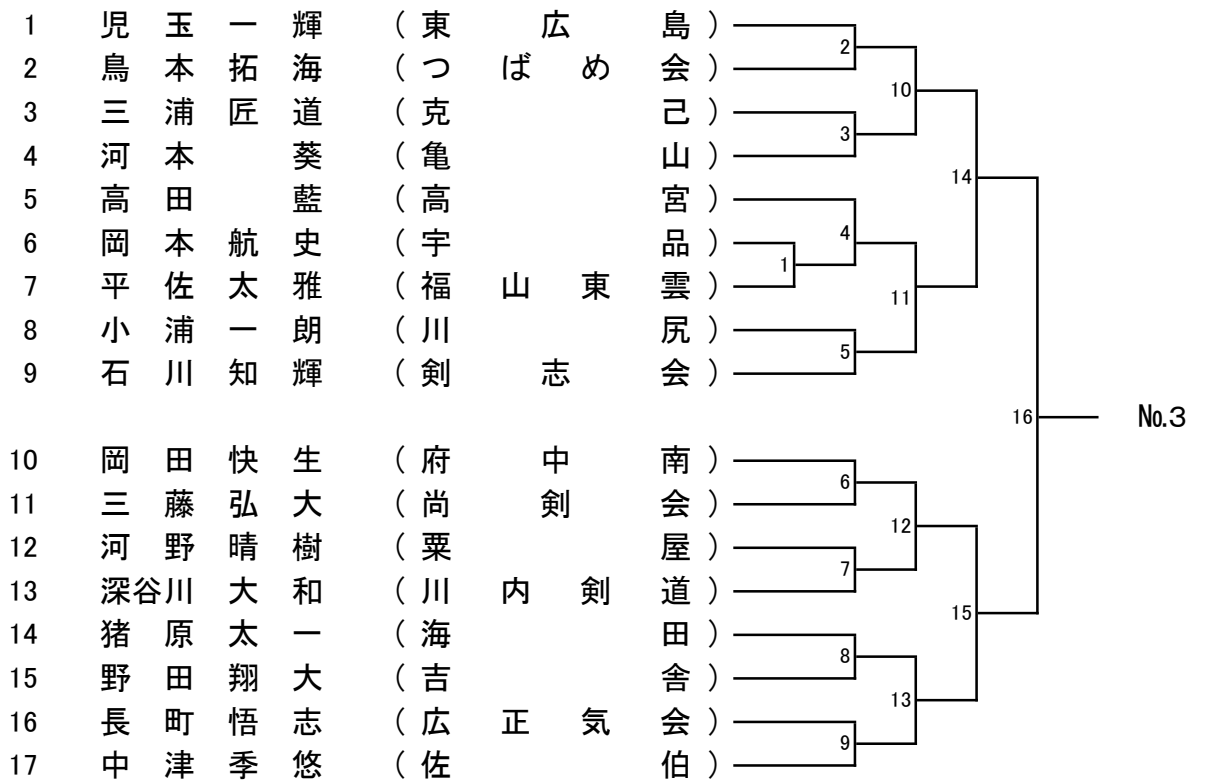 1 児玉一輝 (東広島)
2 鳥本拓海 (つばめ会)
3 三浦匠道 (克己)
4 河本 葵 (亀山)
5 高田 藍 (高宮)
6 岡本航史 (宇品)
7 平佐太雅 (福山東雲)
8 小浦一朗 (川尻)
9 石川知輝 (剣志会)
10 岡田快生 (府中南)
11 三藤弘大 (尚剣会)
12 河野晴樹 (粟屋)
13 深谷川大和 (川内剣道)
14 猪原太一 (海田)
15 野田翔大 (吉舎)
16 長町悟志 (広正気会)
17 中津季悠 (佐伯)
2
3
1
4
5
6
7
8
9
10
11
12
13
14
15
16
№3